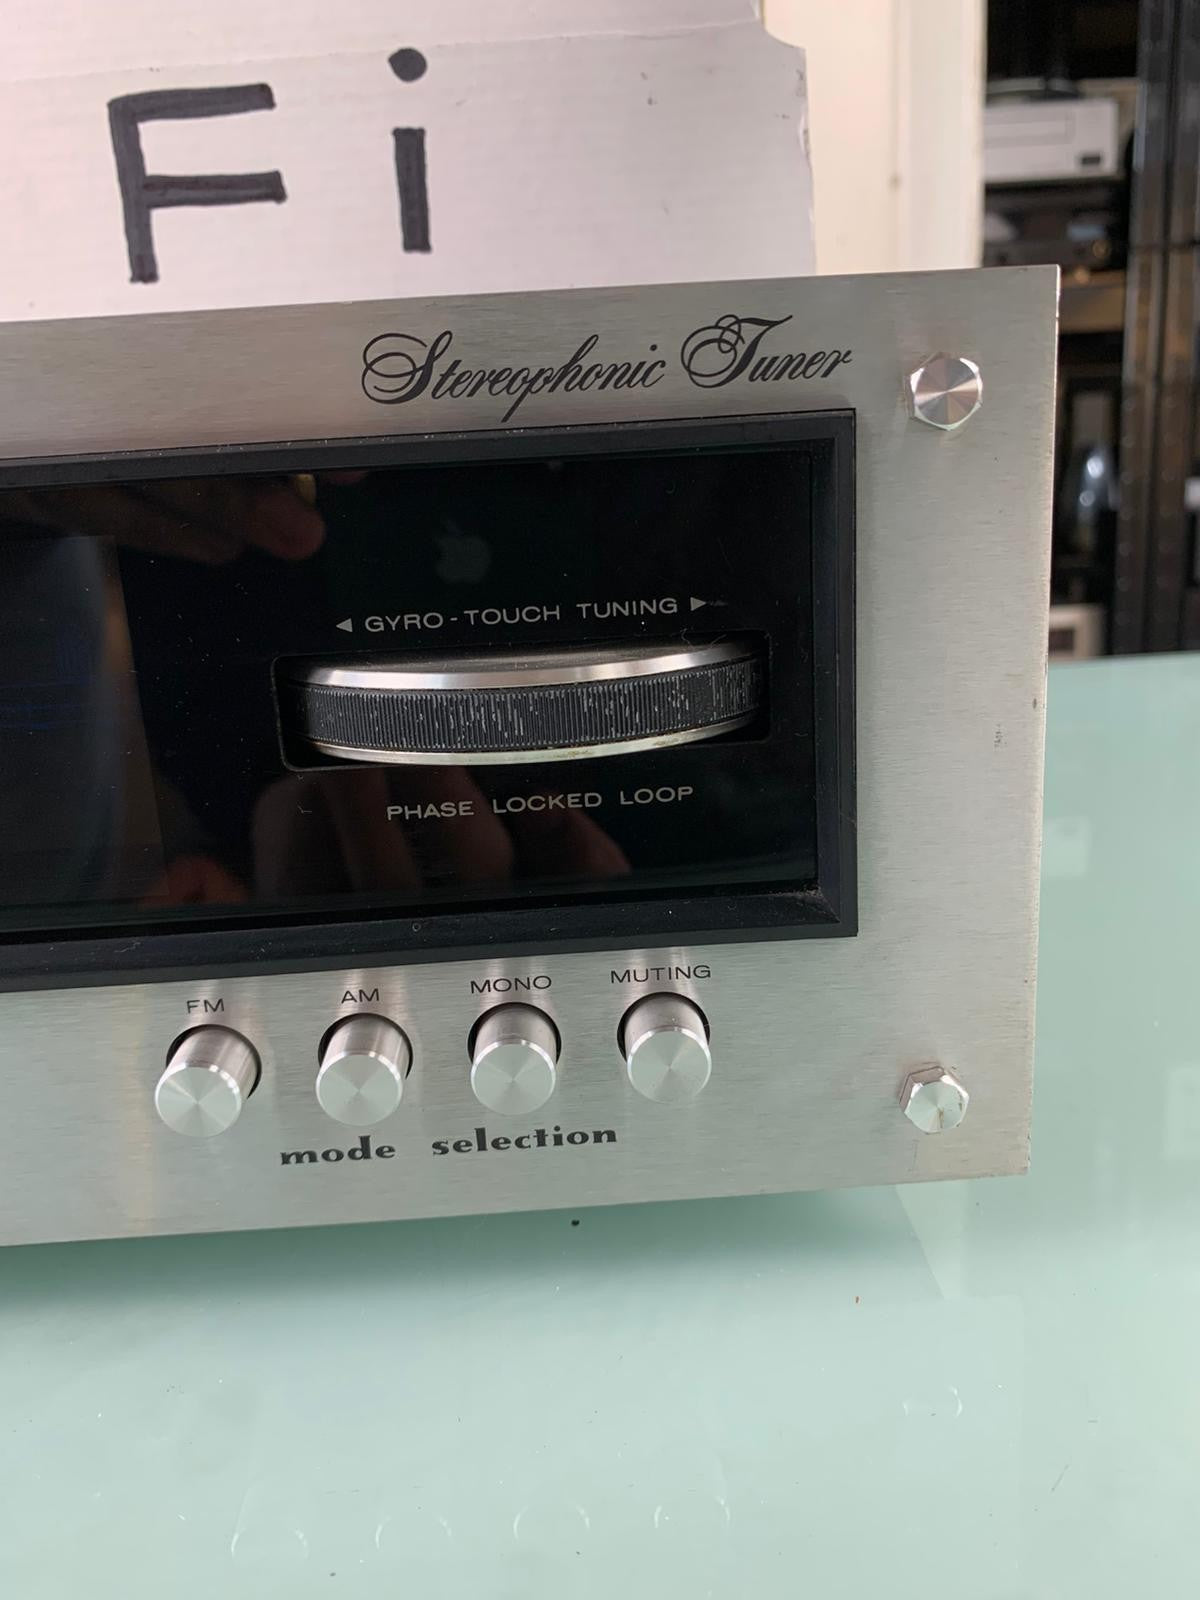 Fi
Stereophonic Tuner
◄ GYRO-TOUCH TUNING ►
PHASE LOCKED LOOP
FM AM MONO MUTING
mode selection